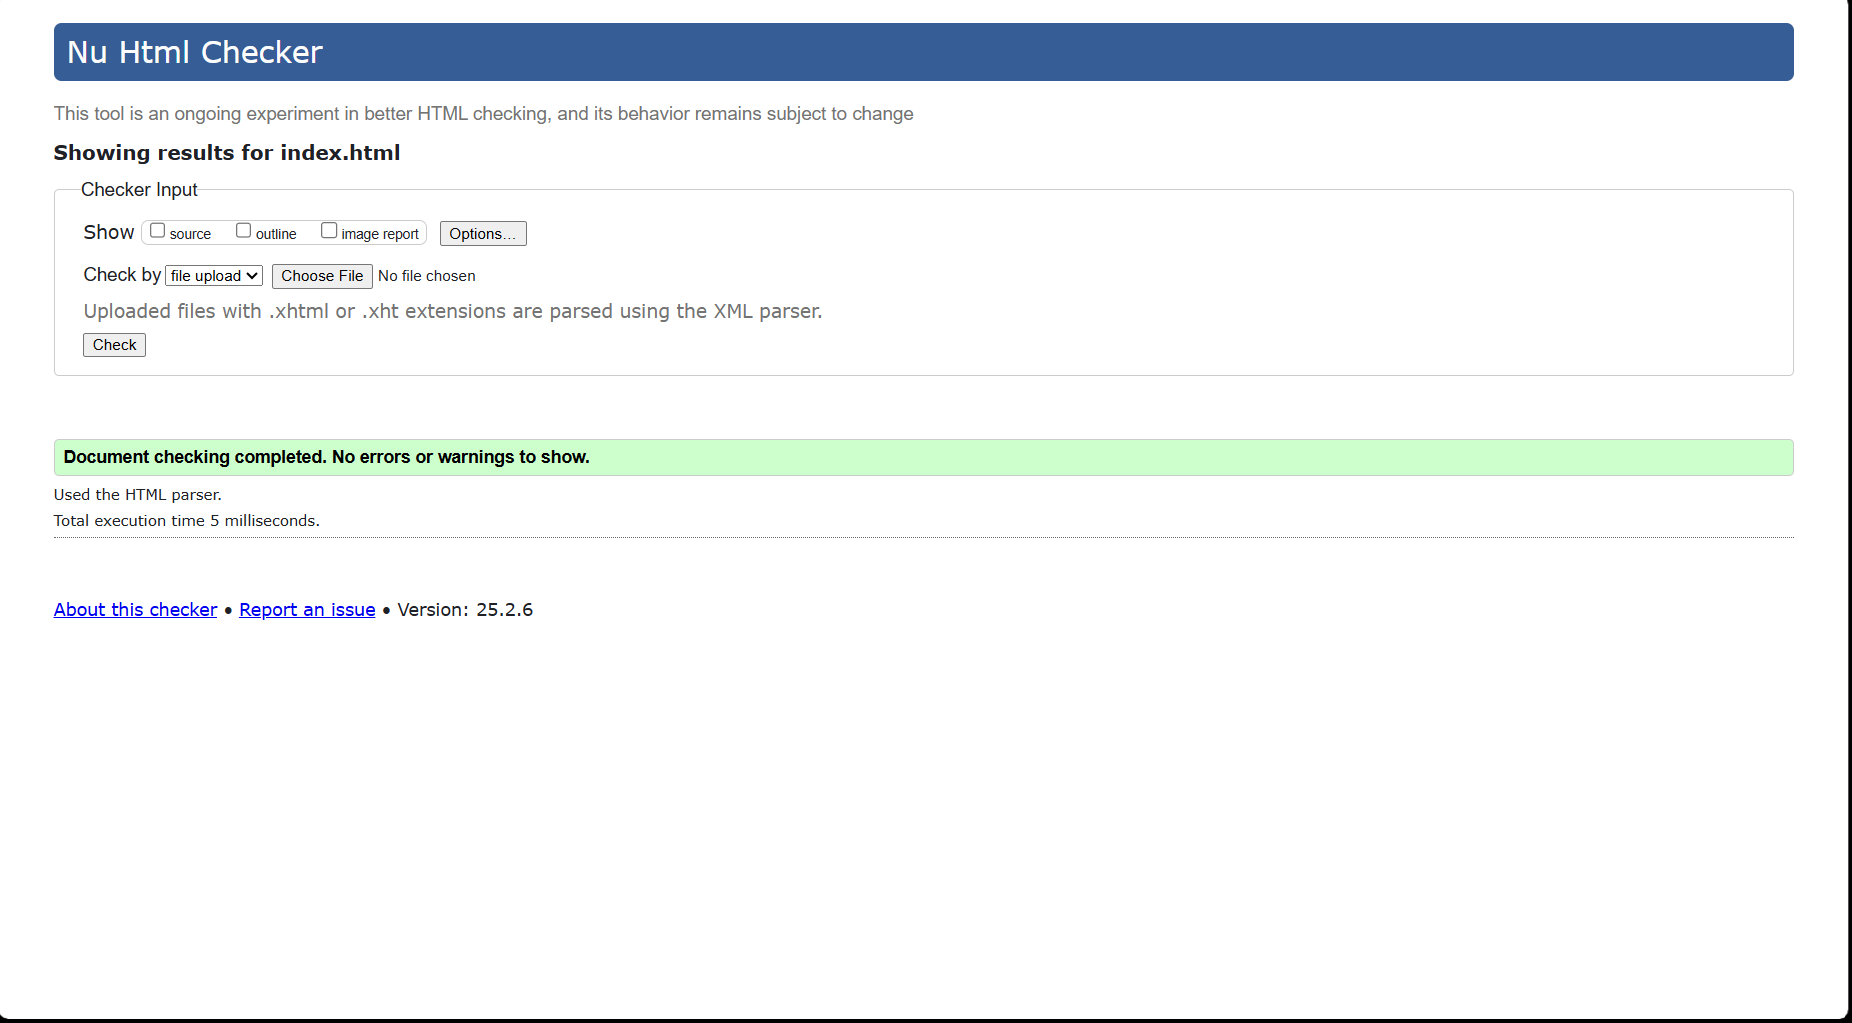 Nu Html Checker
This tool is an ongoing experiment in better HTML checking, and its behavior remains subject to change
Showing results for index.html
Checker Input
Show source outline image report Options...
Check by file upload Choose File No file chosen
Uploaded files with .xhtml or .xht extensions are parsed using the XML parser.
Check
Document checking completed. No errors or warnings to show.
Used the HTML parser.
Total execution time 5 milliseconds.
About this checker • Report an issue • Version: 25.2.6